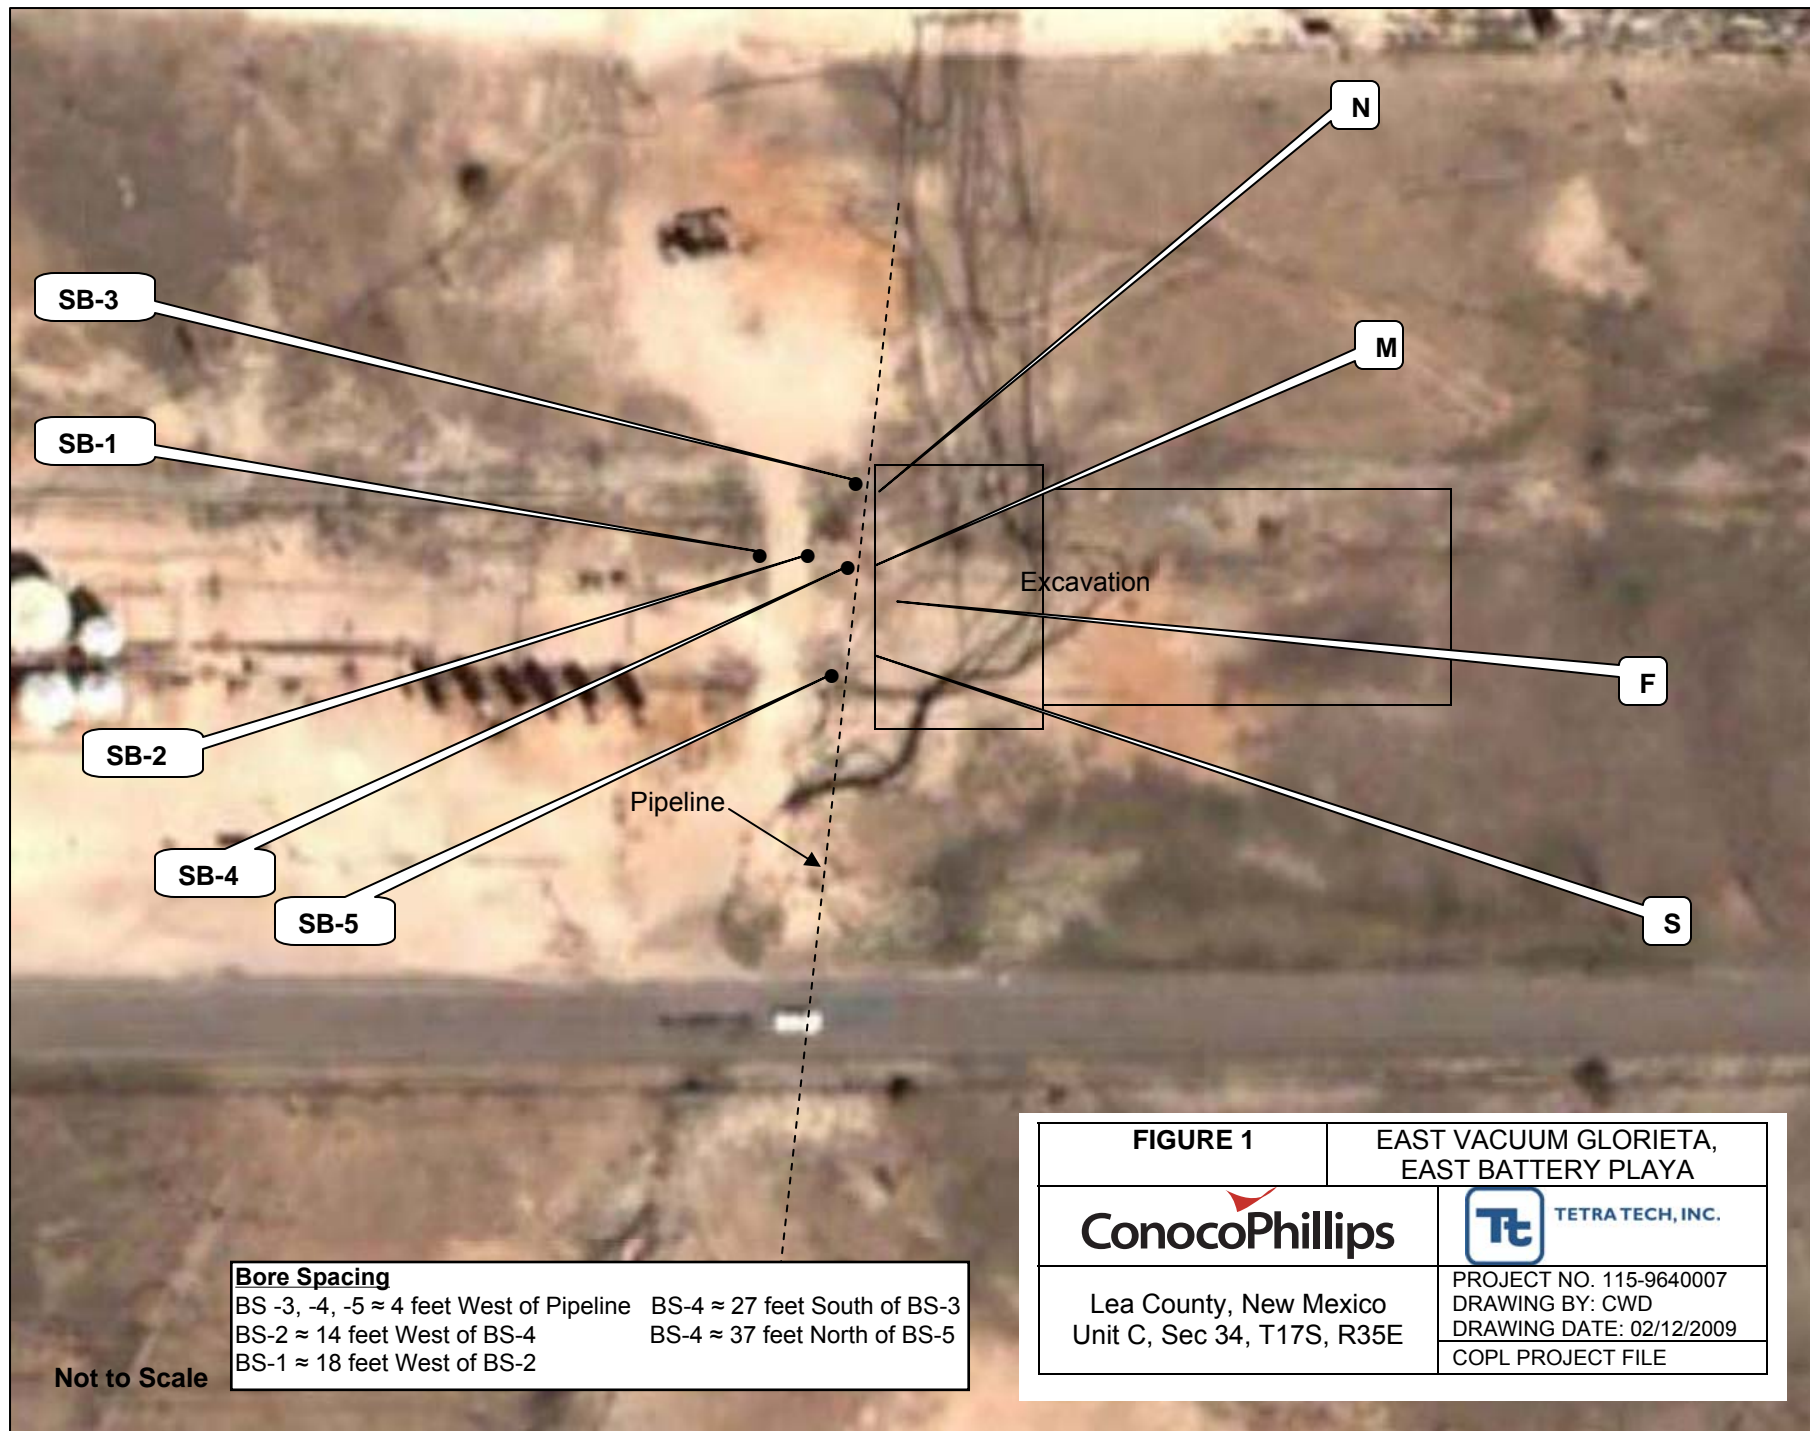 N
SB-3
M
SB-1
Excavation
F
SB-2
Pipeline
SB-4
SB-5
S
FIGURE 1
EAST VACUUM GLORIETA,
EAST BATTERY PLAYA
ConocoPhillips
Tt
TETRA TECH, INC.
Lea County, New Mexico
Unit C, Sec 34, T17S, R35E
PROJECT NO. 115-9640007
DRAWING BY: CWD
DRAWING DATE: 02/12/2009
COPL PROJECT FILE
Bore Spacing
BS -3, -4, -5 ≈ 4 feet West of Pipeline BS-4 ≈ 27 feet South of BS-3
BS-2 ≈ 14 feet West of BS-4 BS-4 ≈ 37 feet North of BS-5
BS-1 ≈ 18 feet West of BS-2
Not to Scale